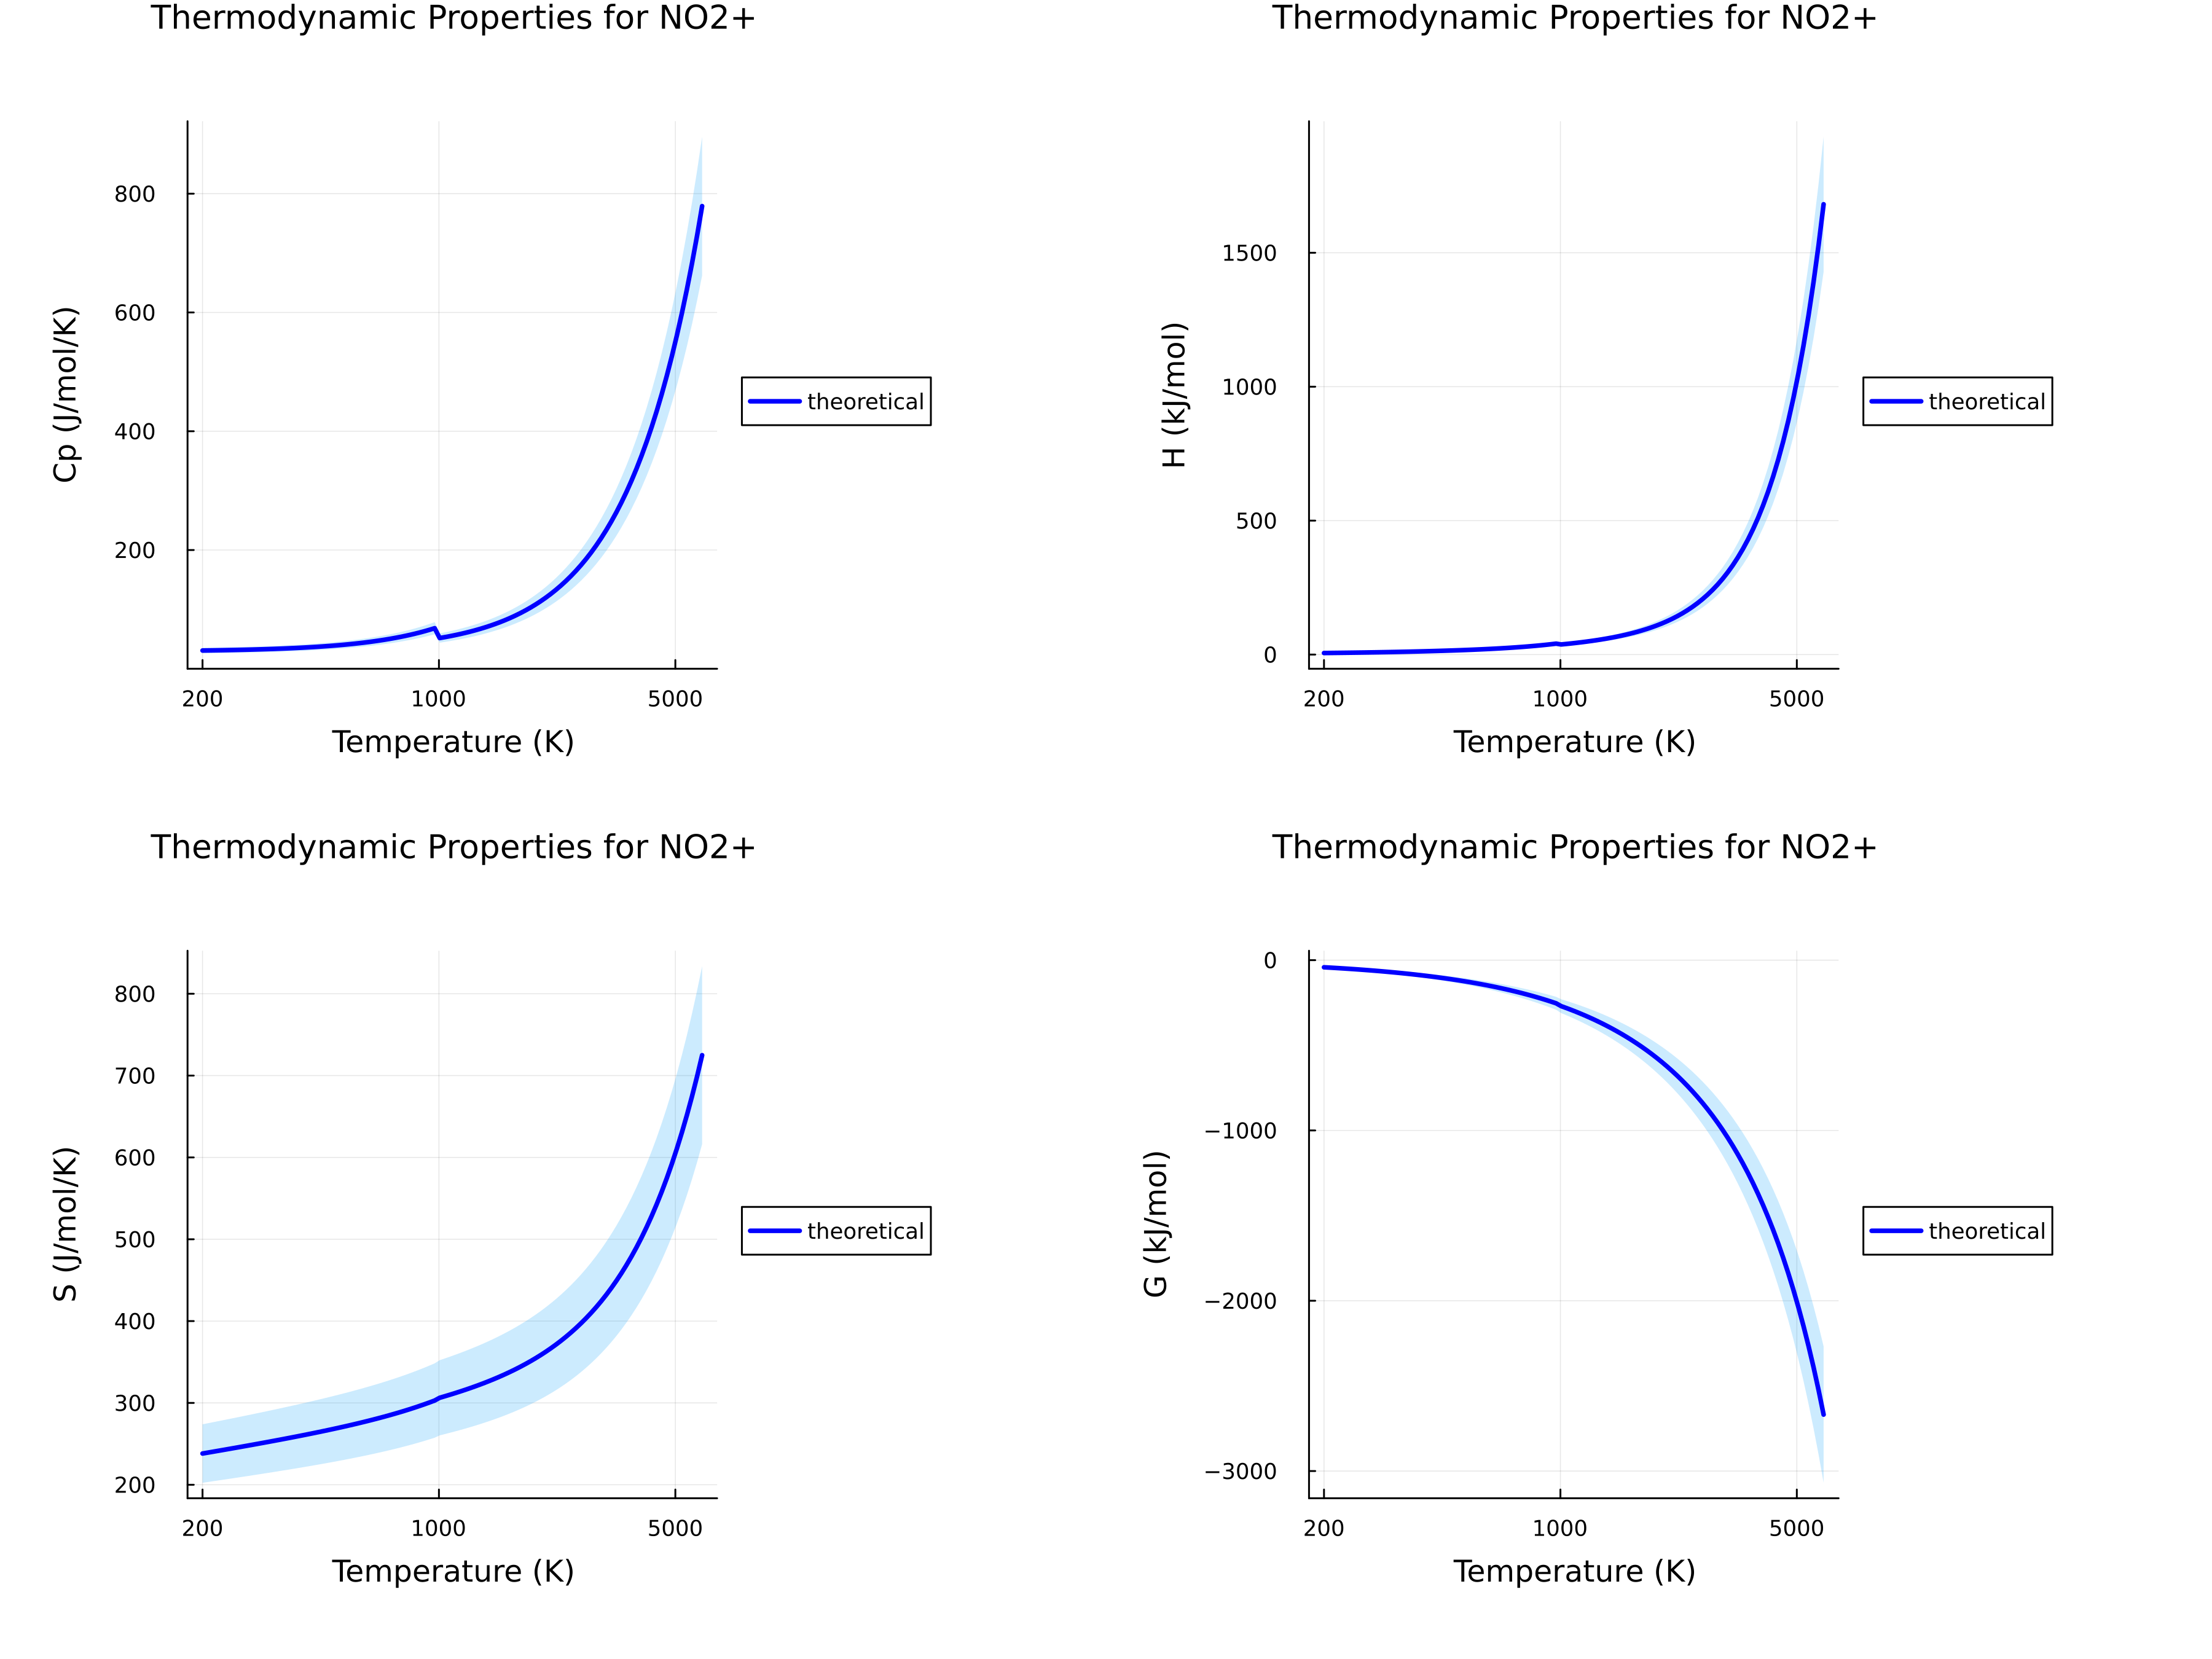 Thermodynamic Properties for NO2+
Cp (J/mol/K)
800
600
400
200
200
1000
5000
Temperature (K)
theoretical
Thermodynamic Properties for NO2+
H (kJ/mol)
1500
1000
500
0
200
1000
5000
Temperature (K)
theoretical
Thermodynamic Properties for NO2+
S (J/mol/K)
800
700
600
500
400
300
200
200
1000
5000
Temperature (K)
theoretical
Thermodynamic Properties for NO2+
G (kJ/mol)
0
−1000
−2000
−3000
200
1000
5000
Temperature (K)
theoretical